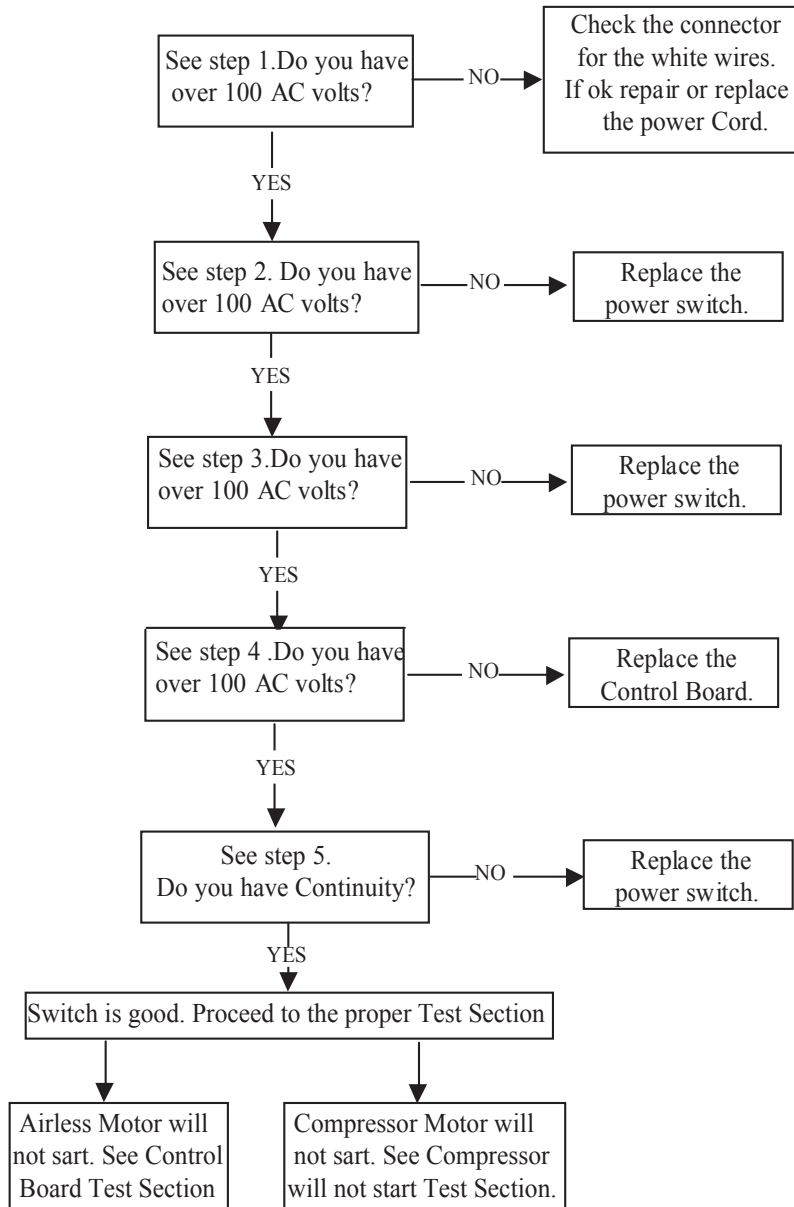 See step 1.Do you have
over 100 AC volts?
NO
Check the connector
for the white wires.
If ok repair or replace
the power Cord.
YES
See step 2. Do you have
over 100 AC volts?
NO
Replace the
power switch.
YES
See step 3.Do you have
over 100 AC volts?
NO
Replace the
power switch.
YES
See step 4 .Do you have
over 100 AC volts?
NO
Replace the
Control Board.
YES
See step 5.
Do you have Continuity?
NO
Replace the
power switch.
YES
Switch is good. Proceed to the proper Test Section
Airless Motor will
not sart. See Control
Board Test Section
Compressor Motor will
not sart. See Compressor
will not start Test Section.